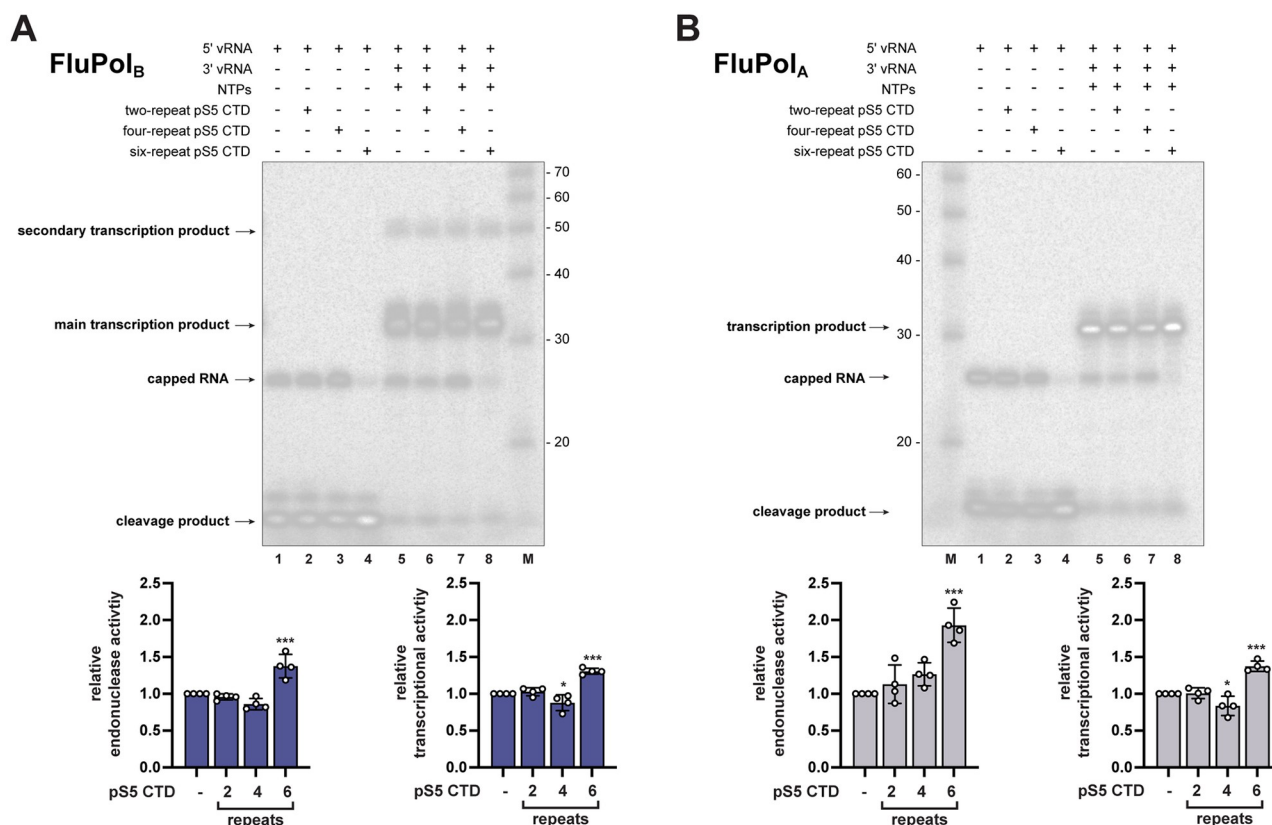 A
FluPolB
5' vRNA + + + + + + + +
3' vRNA - - - - + + + +
NTPs - - - - + + + +
two-repeat pS5 CTD - + - - - + - -
four-repeat pS5 CTD - - + - - - + -
six-repeat pS5 CTD - - - + - - - +
- 70
- 60
secondary transcription product
- 50
- 40
main transcription product
- 30
capped RNA
- 20
cleavage product
1 2 3 4 5 6 7 8 M
relative
endonuclease activtiy
2.5
2.0
1.5
1.0
0.5
0.0
***
pS5 CTD - 2 4 6
repeats
relative
transcriptional activtiy
2.5
2.0
1.5
1.0
0.5
0.0
*
***
- 2 4 6
repeats
B
FluPolA
5' vRNA + + + + + + + +
3' vRNA - - - - + + + +
NTPs - - - - + + + +
two-repeat pS5 CTD - + - - - + - -
four-repeat pS5 CTD - - + - - - + -
six-repeat pS5 CTD - - - + - - - +
60 -
50 -
40 -
transcription product
30 -
capped RNA
20 -
cleavage product
M 1 2 3 4 5 6 7 8
relative
endonuclease activtiy
2.5
2.0
1.5
1.0
0.5
0.0
***
pS5 CTD - 2 4 6
repeats
relative
transcriptional activtiy
2.5
2.0
1.5
1.0
0.5
0.0
*
***
- 2 4 6
repeats